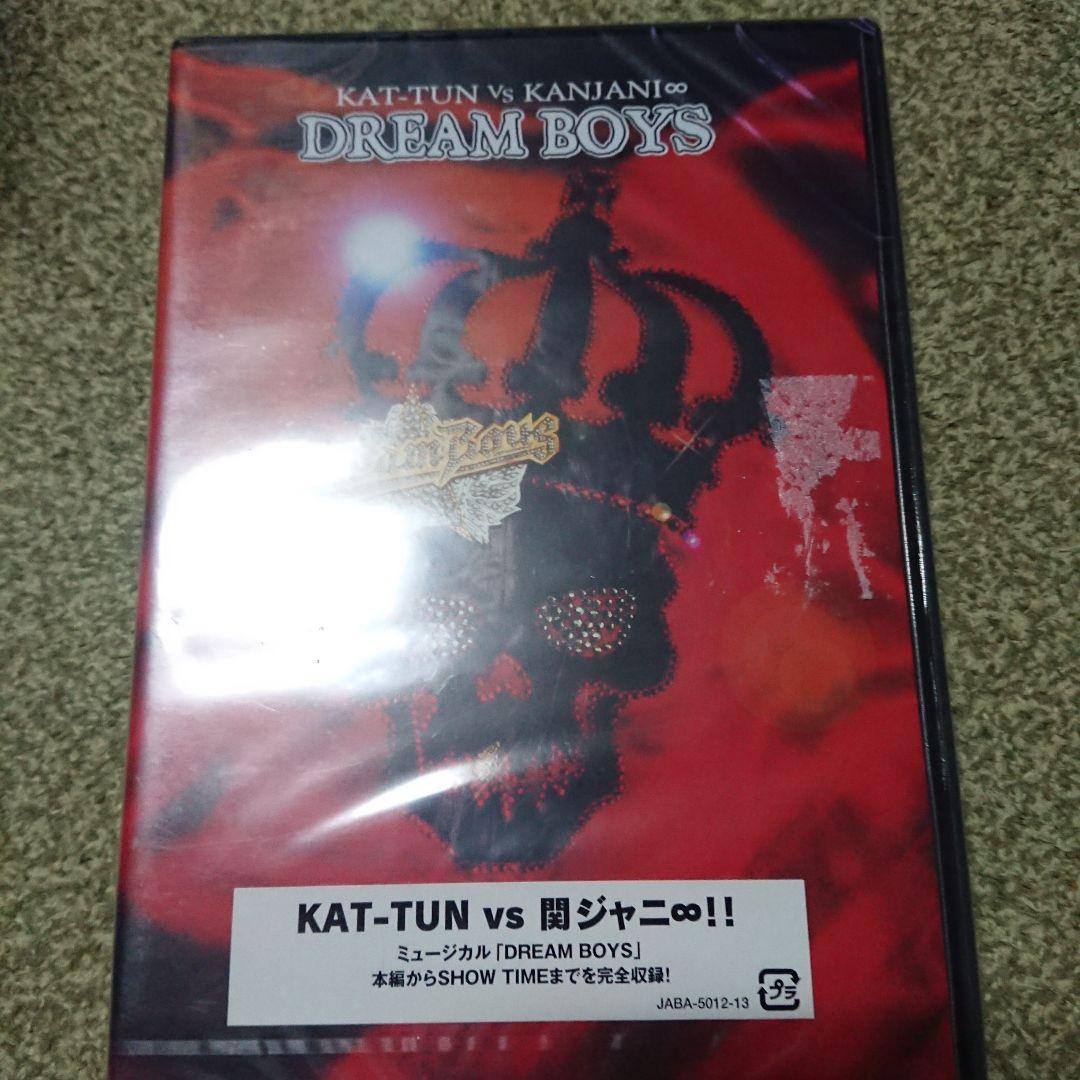 KAT-TUN Vs KANJANI∞
DREAM BOYS
Boys
KAT-TUN vs 関ジャニ∞!!
ミュージカル「DREAM BOYS」
本編からSHOW TIMEまでを完全収録!
プラ
JABA-5012-13